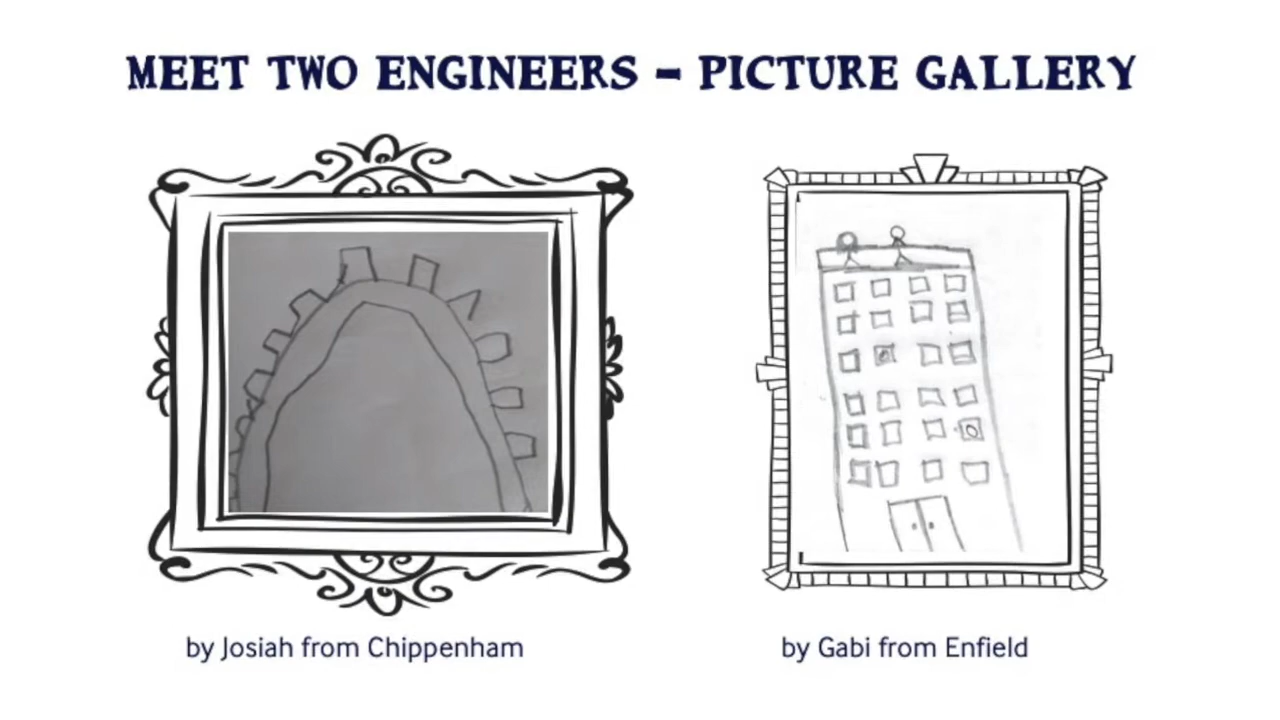 MEET TWO ENGINEERS – PICTURE GALLERY
by Josiah from Chippenham
by Gabi from Enfield